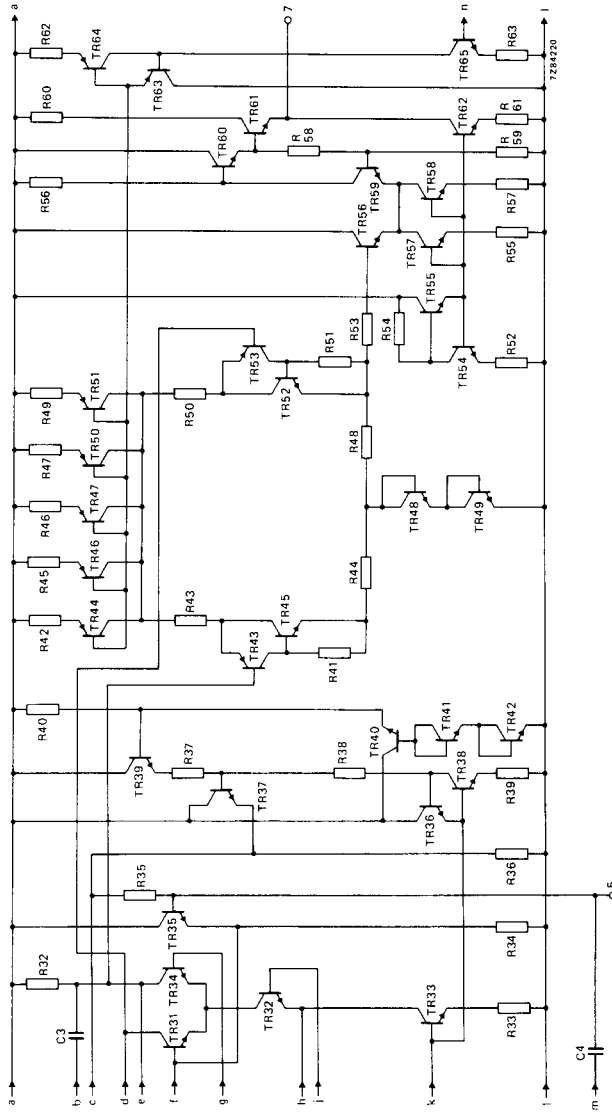 a
a
R32
R40
R42
R45
R46
R47
R49
R56
R60
R62
C3
b
c
d
e
f
g
h
j
k
l
m
TR44
TR46
TR47
TR50
TR51
TR64
TR63
R35
TR31
TR34
TR35
TR39
R37
R43
R50
TR60
TR61
7
TR37
TR43
TR45
TR53
TR52
R58
TR32
R38
R41
R51
R44
R48
R53
TR56
TR59
TR40
R54
TR36
TR41
TR48
TR55
TR57
TR58
TR33
TR38
TR42
TR49
TR54
TR62
TR65
n
R33
R34
R36
R39
R52
R55
R57
R59
R61
R63
l
7Z84220
C4
5